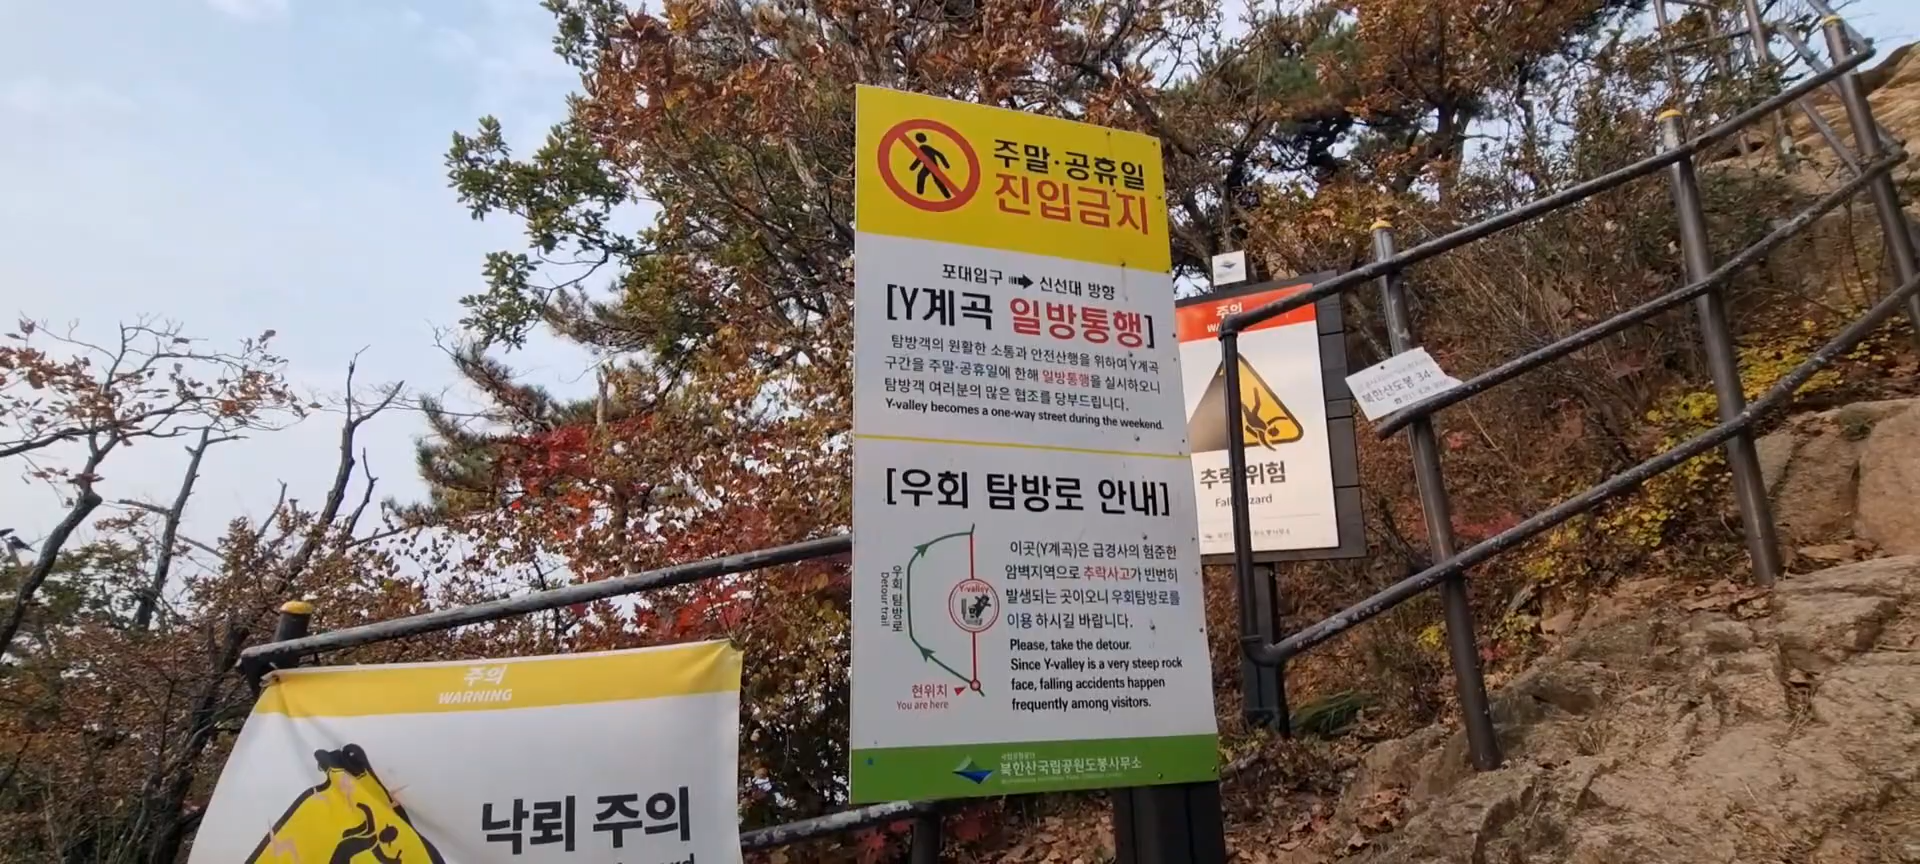 주말·공휴일
진입금지
포대입구 ➡ 신선대 방향
[Y계곡 일방통행]
탐방객의 원활한 소통과 안전산행을 위하여 Y계곡
구간을 주말·공휴일에 한해 일방통행을 실시하오니
탐방객 여러분의 많은 협조를 당부드립니다.
Y-valley becomes a one-way street during the weekend.
[우회 탐방로 안내]
우회 탐방로
Detour trail
Y-valley
현위치
You are here
이곳(Y계곡)은 급경사의 험준한
암벽지역으로 추락사고가 빈번히
발생되는 곳이오니 우회탐방로를
이용 하시길 바랍니다.
Please, take the detour.
Since Y-valley is a very steep rock
face, falling accidents happen
frequently among visitors.
국립공원공단
북한산국립공원도봉사무소
주의
WARNING
낙뢰 주의
주의
추락위험
Fall
북한산도봉 34-